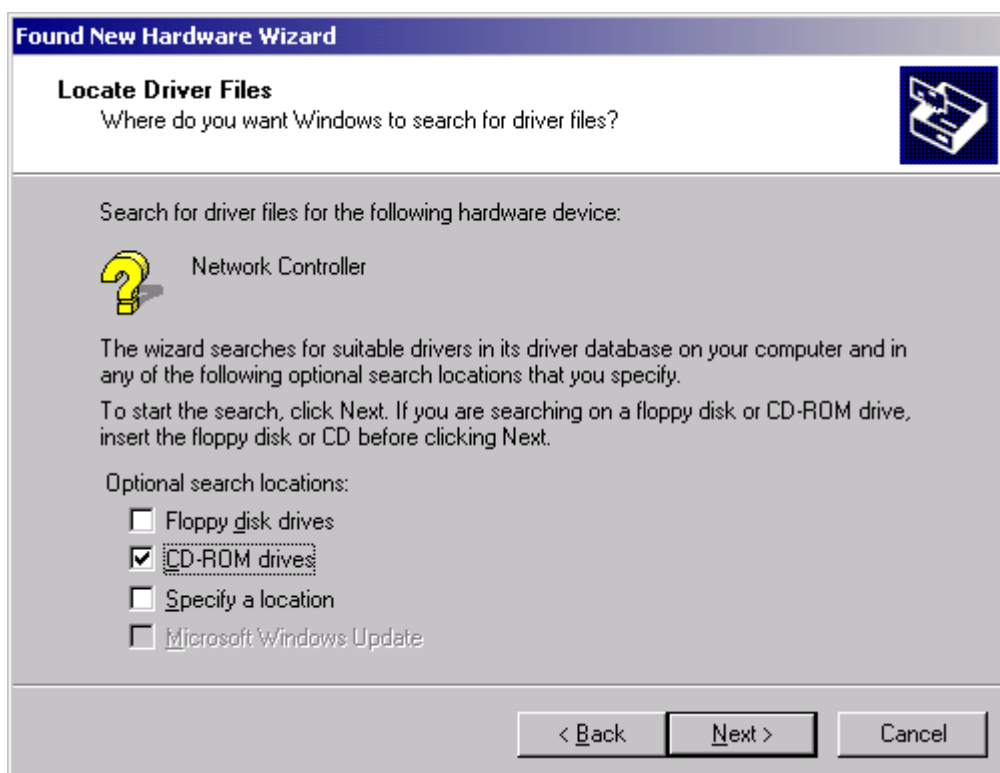 Found New Hardware Wizard
Locate Driver Files
Where do you want Windows to search for driver files?
Search for driver files for the following hardware device:
Network Controller
The wizard searches for suitable drivers in its driver database on your computer and in
any of the following optional search locations that you specify.
To start the search, click Next. If you are searching on a floppy disk or CD-ROM drive,
insert the floppy disk or CD before clicking Next.
Optional search locations:
Floppy disk drives
CD-ROM drives
Specify a location
Microsoft Windows Update
< Back
Next >
Cancel